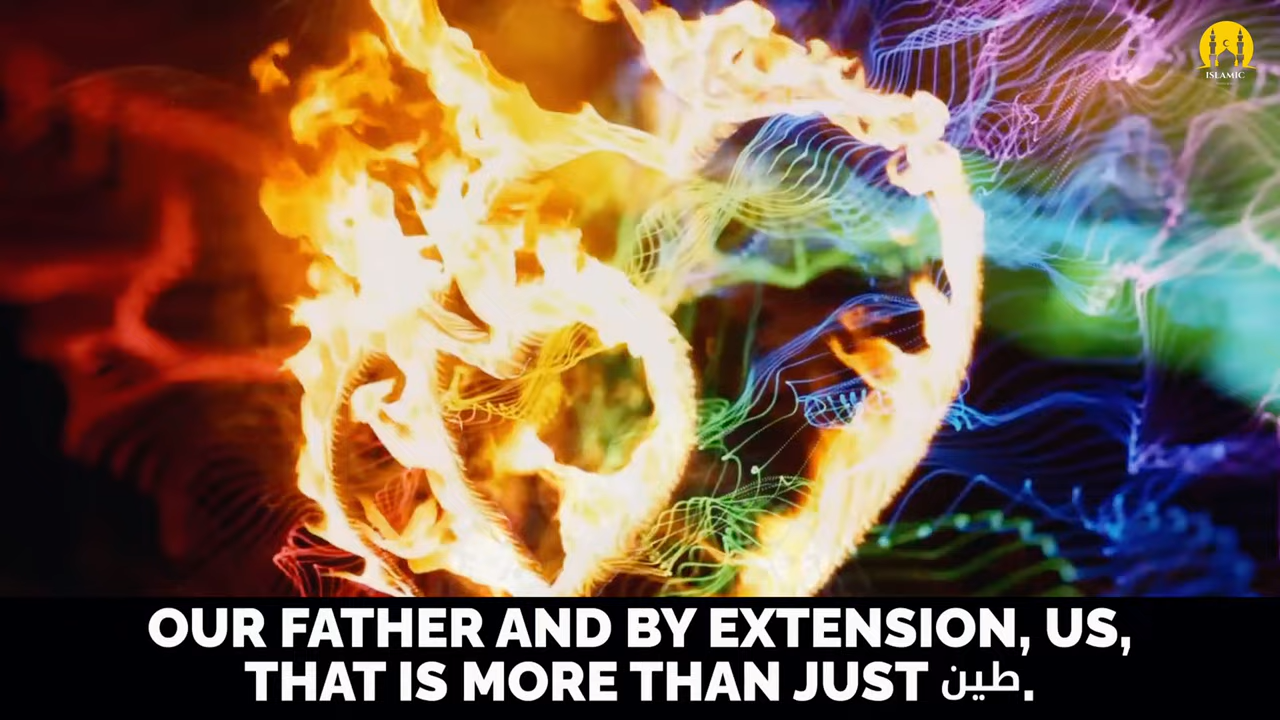 ISLAMIC
OUR FATHER AND BY EXTENSION, US,
THAT IS MORE THAN JUST طين.